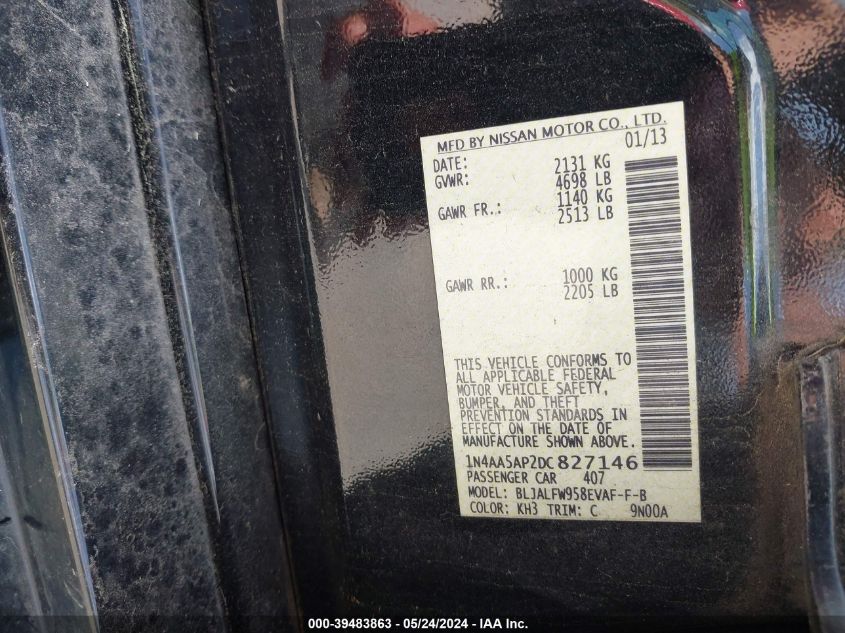 MFD BY NISSAN MOTOR CO., LTD.
DATE: 01/13
GVWR: 2131 KG
4698 LB
GAWR FR.: 1140 KG
2513 LB
GAWR RR.: 1000 KG
2205 LB
THIS VEHICLE CONFORMS TO
ALL APPLICABLE FEDERAL
MOTOR VEHICLE SAFETY,
BUMPER, AND THEFT
PREVENTION STANDARDS IN
EFFECT ON THE DATE OF
MANUFACTURE SHOWN ABOVE.
1N4AA5AP2DC827146
PASSENGER CAR 407
MODEL: BLJALFW958EVAF-F-B
COLOR: KH3 TRIM: C 9N00A
000-39483863 - 05/24/2024 - IAA Inc.